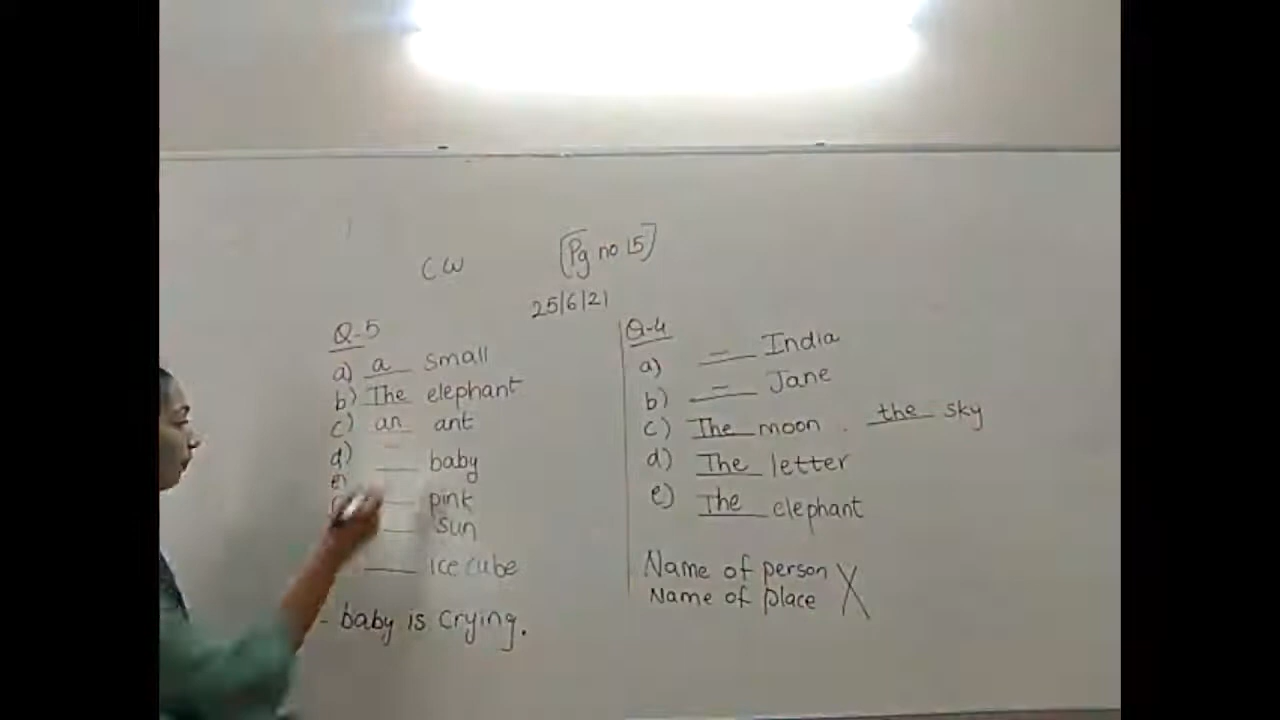 CW [Pg no 15]
25/6/21
Q-5
a) a small
b) The elephant
c) an ant
d) ___ baby
e) ___ pink
___ sun
___ ice cube
- baby is crying.
Q-4
a) - India
b) - Jane
c) The moon . the sky
d) The letter
e) The elephant
Name of person X
Name of place